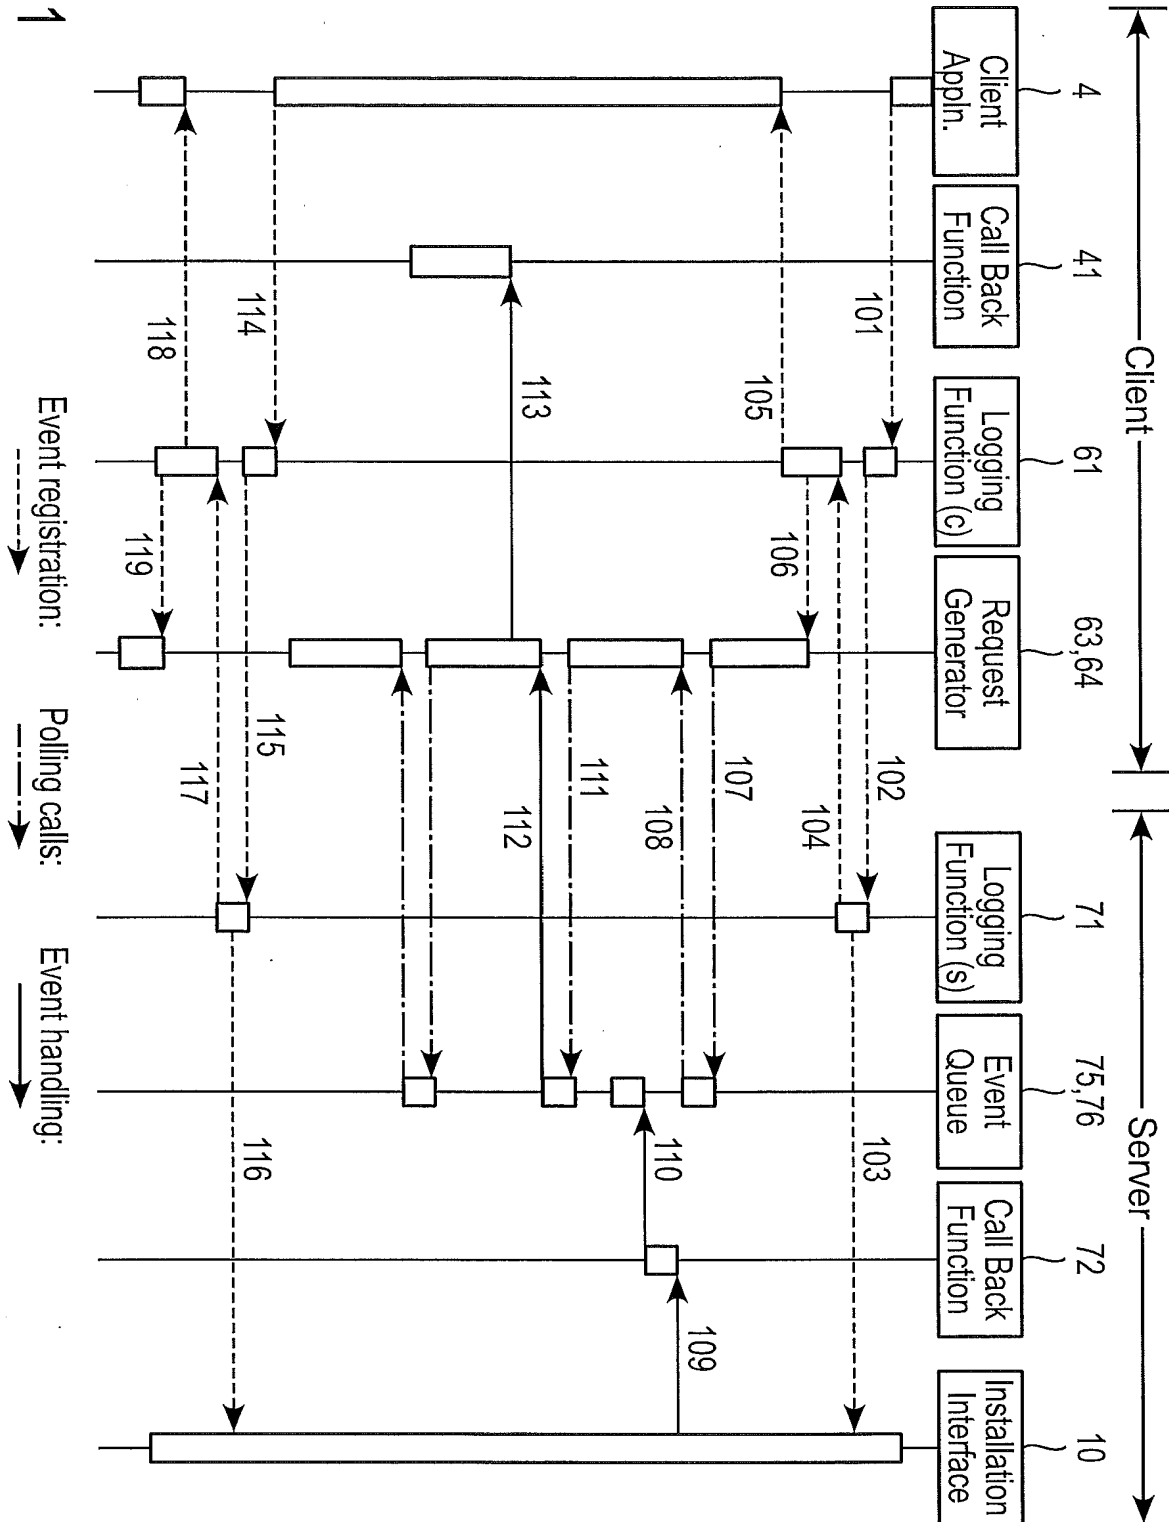 Client
Server
4
41
61
63,64
71
75,76
72
10
Client
Appln.
Call Back
Function
Logging
Function (c)
Request
Generator
Logging
Function (s)
Event
Queue
Call Back
Function
Installation
Interface
101
102
103
104
105
106
107
108
109
110
111
112
113
114
115
116
117
118
119
Event registration:
Polling calls:
Event handling:
1